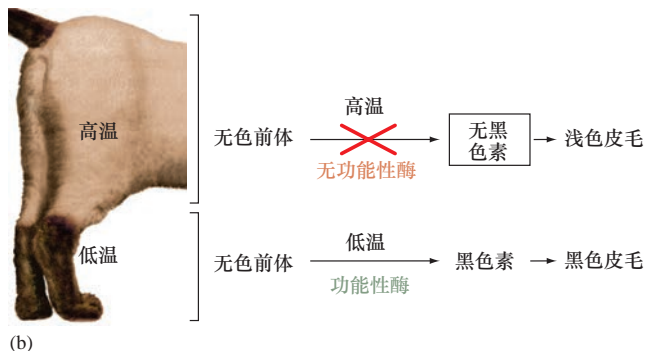 高温
高温
无色前体
无功能性酶
无黑
色素
浅色皮毛
低温
低温
无色前体
功能性酶
黑色素
黑色皮毛
(b)